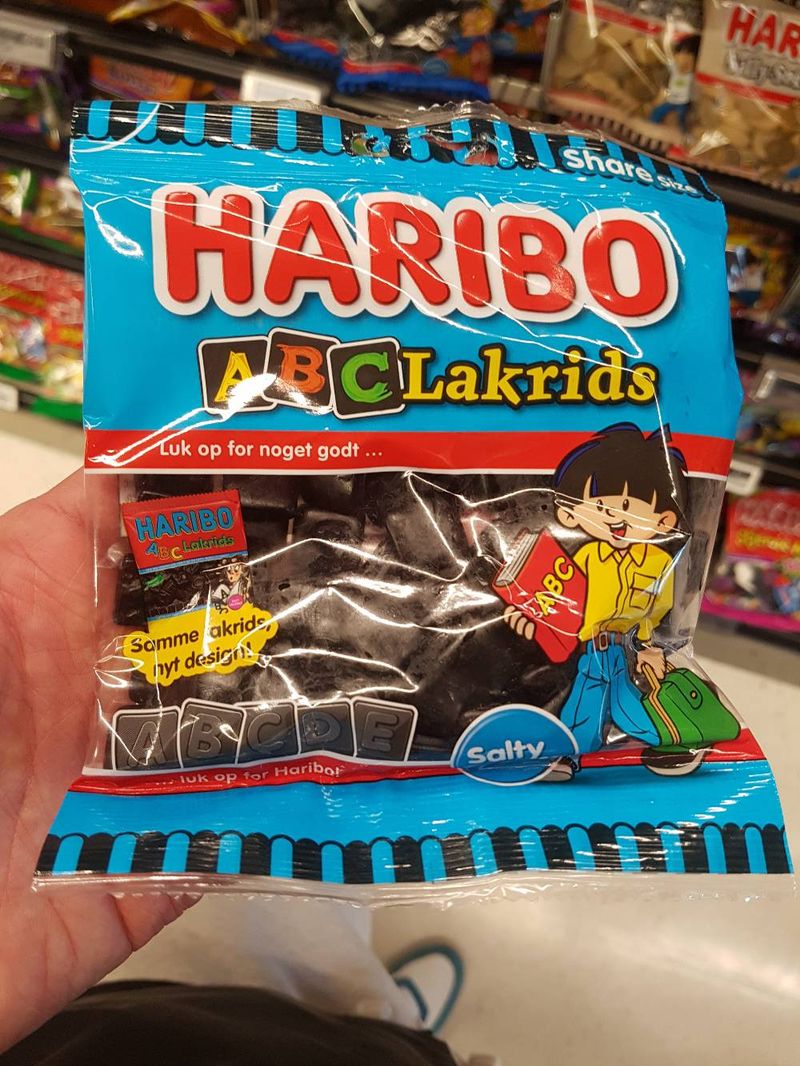 HAR
Share size
HARIBO
ABC Lakrids
Luk op for noget godt ...
HARIBO
ABC Lakrids
Samme lakrids,
nyt design!
ABC
A B C D E
Salty
... luk op for Haribo!